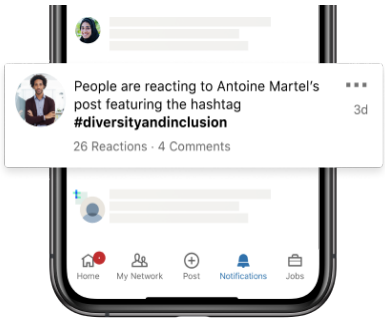 People are reacting to Antoine Martel's
post featuring the hashtag
#diversityandinclusion
3d
26 Reactions · 4 Comments
Home
My Network
Post
Notifications
Jobs